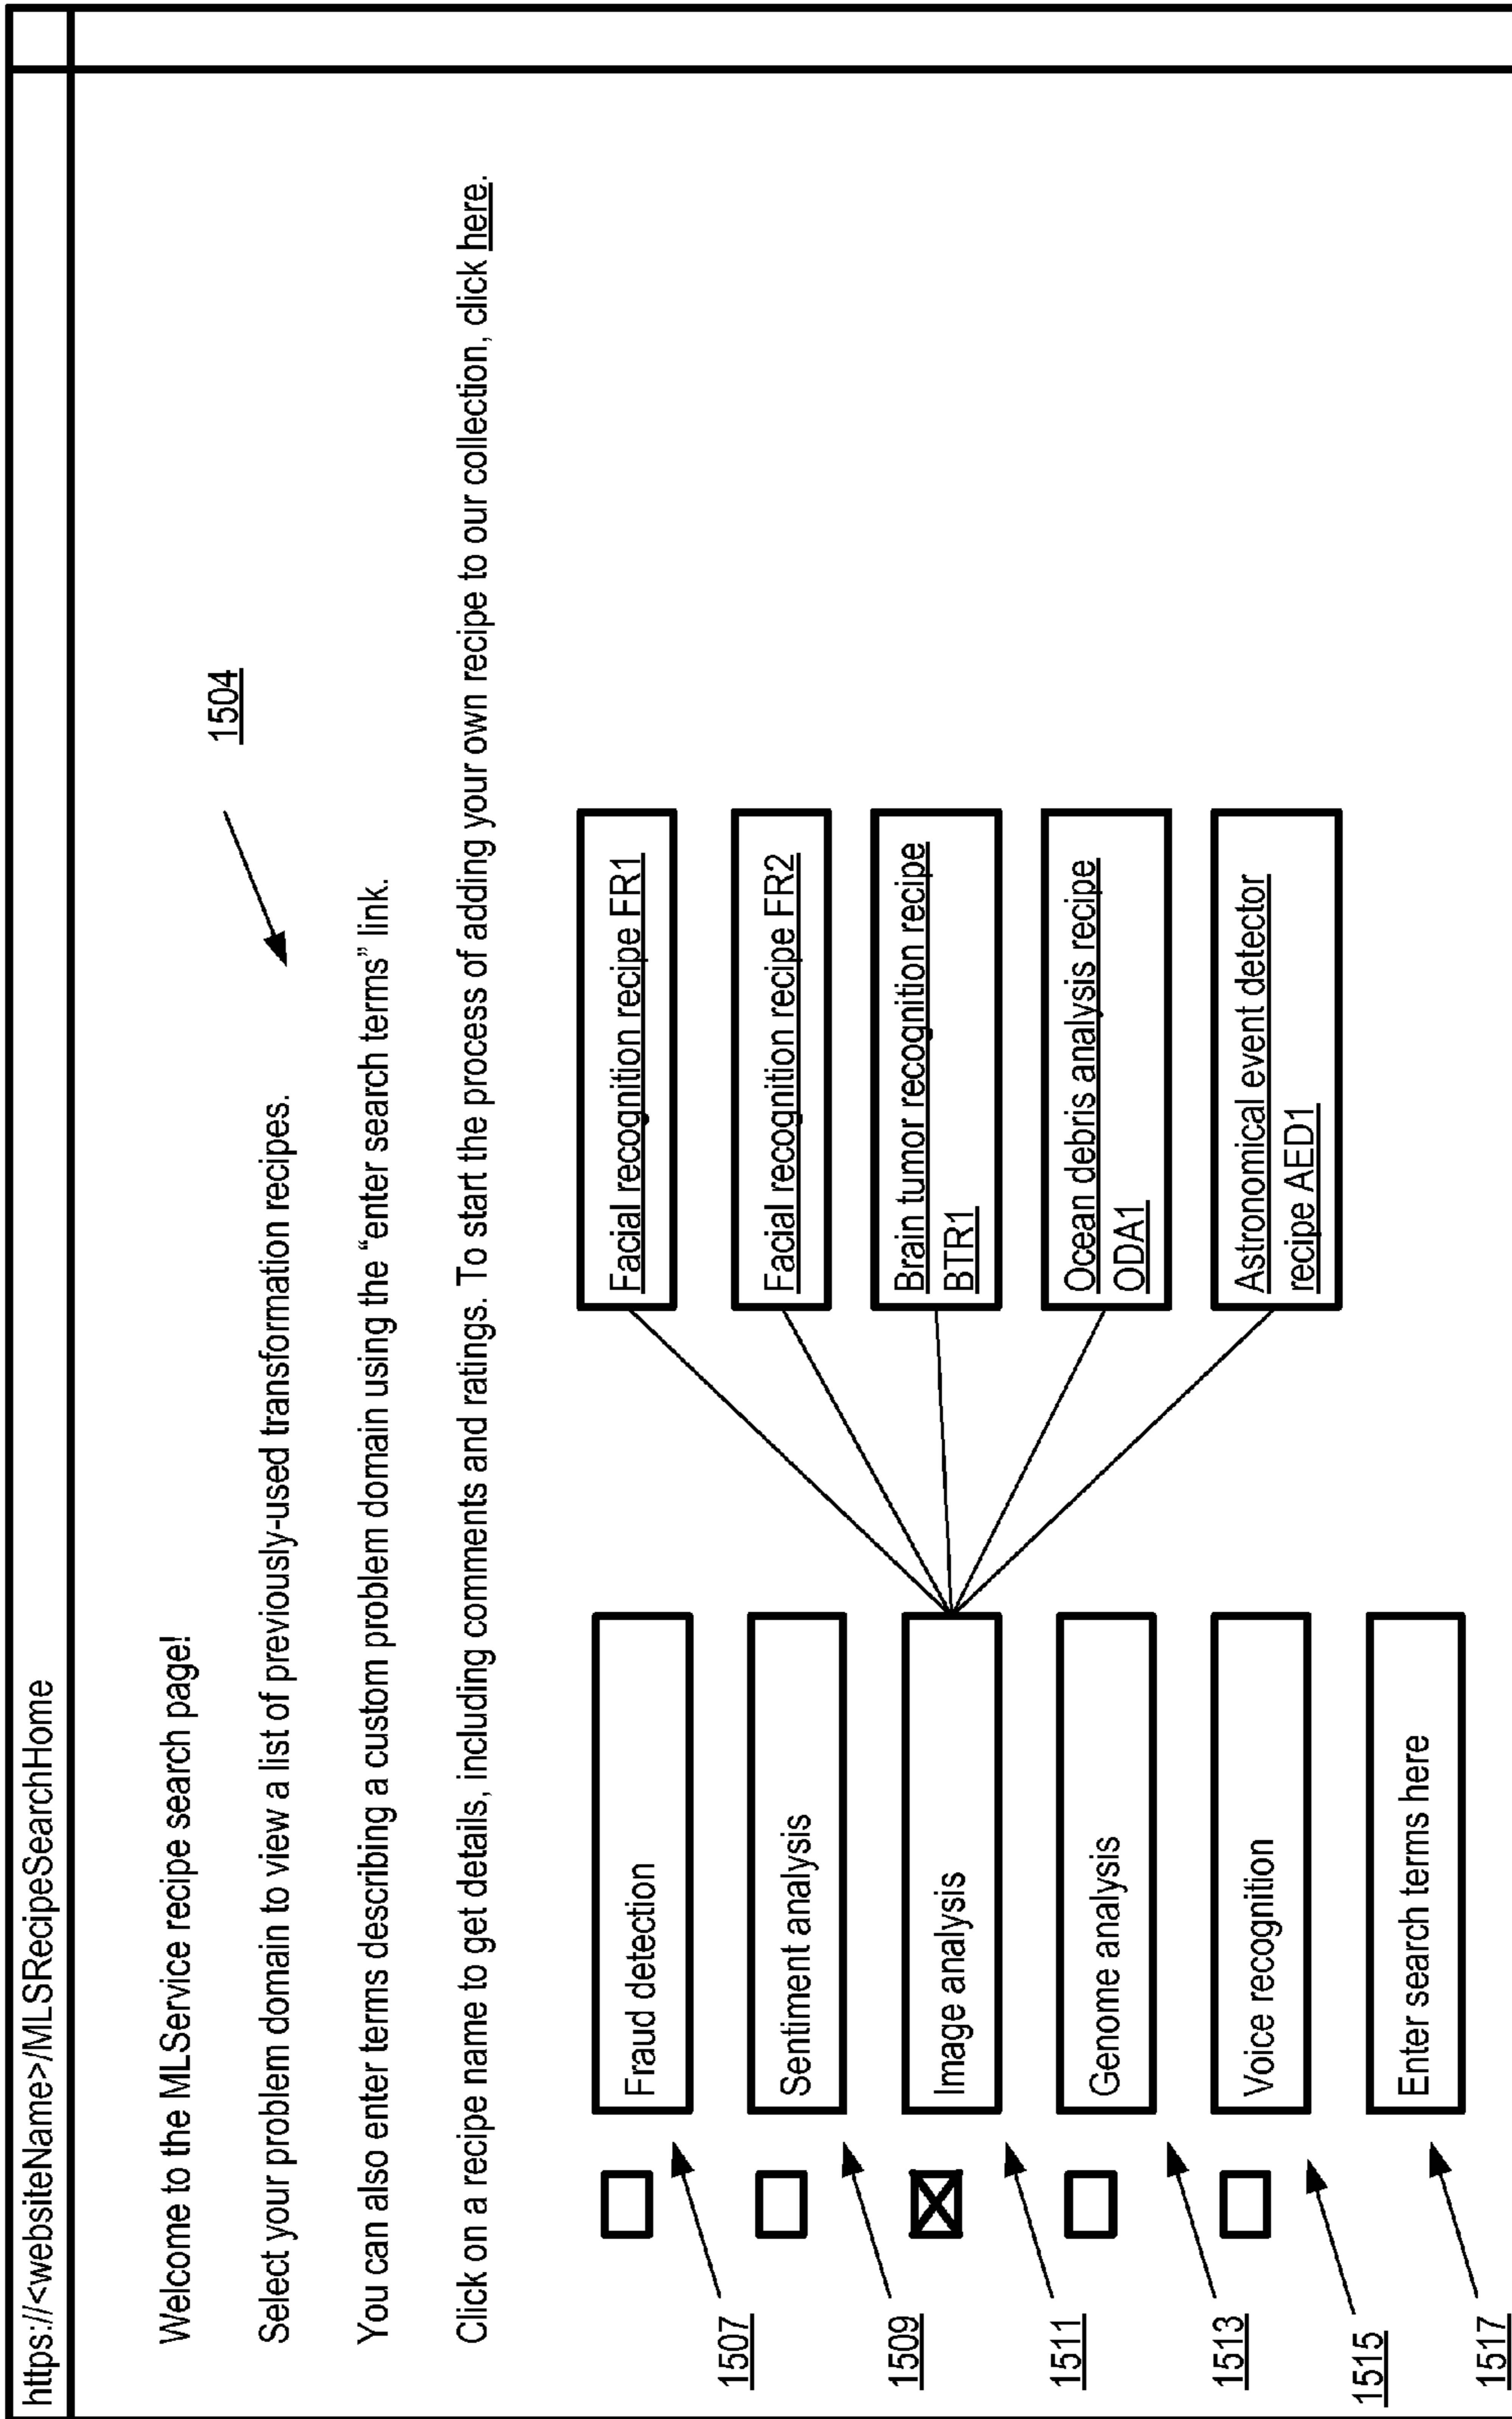 https://<websiteName>/MLSRecipeSearchHome
Welcome to the MLService recipe search page!
1504
Select your problem domain to view a list of previously-used transformation recipes.
You can also enter terms describing a custom problem domain using the “enter search terms” link.
Click on a recipe name to get details, including comments and ratings. To start the process of adding your own recipe to our collection, click here.
1507
Fraud detection
1509
Sentiment analysis
1511
Image analysis
1513
Genome analysis
1515
Voice recognition
1517
Enter search terms here
Facial recognition recipe FR1
Facial recognition recipe FR2
Brain tumor recognition recipe
BTR1
Ocean debris analysis recipe
ODA1
Astronomical event detector
recipe AED1